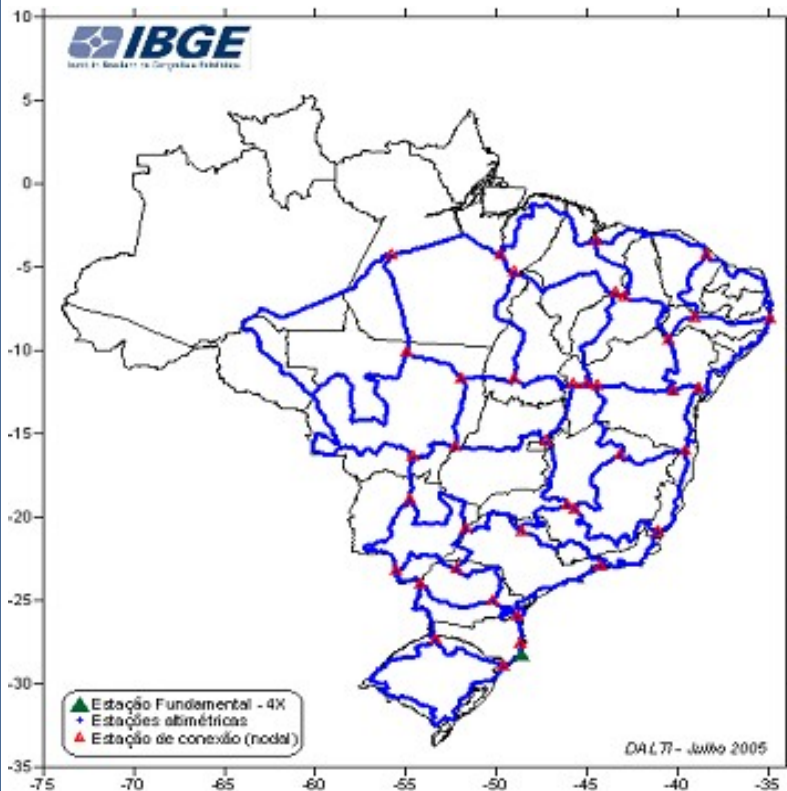 10
IBGE
5
0
-5
-10
-15
-20
-25
-30
-35
Estação Fundamental - 4X
Estações altimétricas
Estação de conexão (nodal)
DALTI - Julho 2005
-75 -70 -65 -60 -55 -50 -45 -40 -35